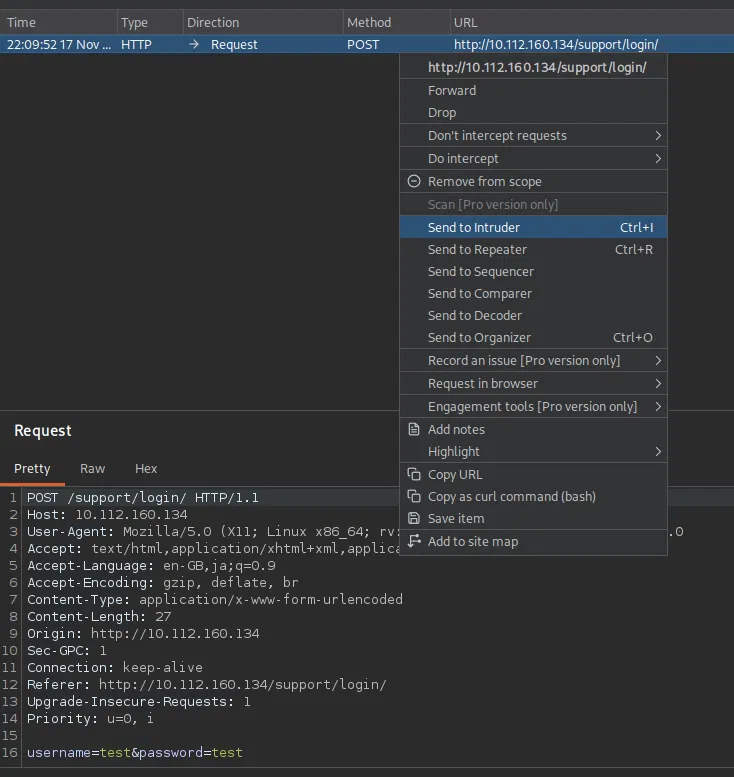 Time Type Direction Method URL
22:09:52 17 Nov ... HTTP → Request POST http://10.112.160.134/support/login/
http://10.112.160.134/support/login/
Forward
Drop
Don't intercept requests >
Do intercept >
Remove from scope
Scan [Pro version only]
Send to Intruder Ctrl+I
Send to Repeater Ctrl+R
Send to Sequencer
Send to Comparer
Send to Decoder
Send to Organizer Ctrl+O
Record an issue [Pro version only] >
Request in browser >
Engagement tools [Pro version only] >
Add notes
Highlight >
Copy URL
Copy as curl command (bash)
Save item
Add to site map
Request
Pretty Raw Hex
1 POST /support/login/ HTTP/1.1
2 Host: 10.112.160.134
3 User-Agent: Mozilla/5.0 (X11; Linux x86_64; rv: .0
4 Accept: text/html,application/xhtml+xml,applica
5 Accept-Language: en-GB,ja;q=0.9
6 Accept-Encoding: gzip, deflate, br
7 Content-Type: application/x-www-form-urlencoded
8 Content-Length: 27
9 Origin: http://10.112.160.134
10 Sec-GPC: 1
11 Connection: keep-alive
12 Referer: http://10.112.160.134/support/login/
13 Upgrade-Insecure-Requests: 1
14 Priority: u=0, i
15
16 username=test&password=test